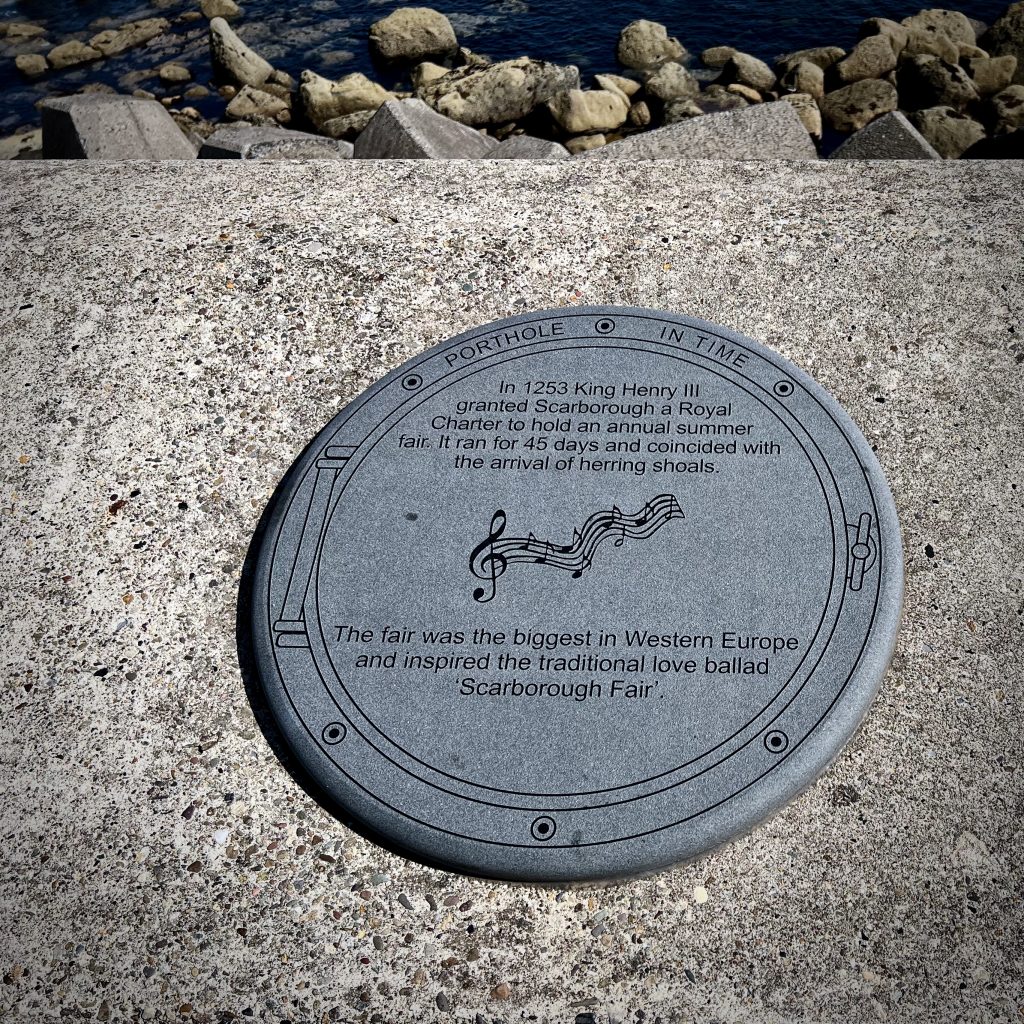 PORTHOLE IN TIME
In 1253 King Henry III
granted Scarborough a Royal
Charter to hold an annual summer
fair. It ran for 45 days and coincided with
the arrival of herring shoals.
The fair was the biggest in Western Europe
and inspired the traditional love ballad
‘Scarborough Fair’.